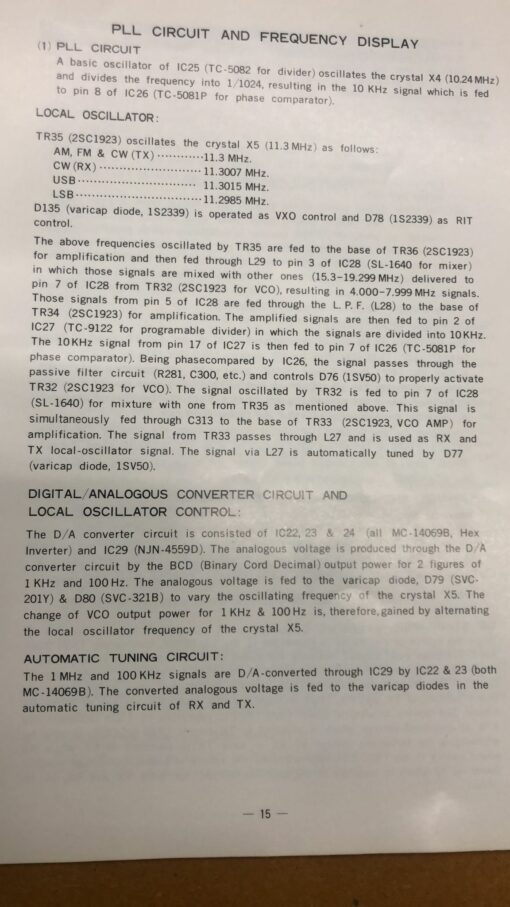 PLL CIRCUIT AND FREQUENCY DISPLAY
(1) PLL CIRCUIT
A basic oscillator of IC25 (TC-5082 for divider) oscillates the crystal X4 (10.24 MHz)
and divides the frequency into 1/1024, resulting in the 10 KHz signal which is fed
to pin 8 of IC26 (TC-5081P for phase comparator).
LOCAL OSCILLATOR:
TR35 (2SC1923) oscillates the crystal X5 (11.3 MHz) as follows:
AM, FM & CW (TX) ············11.3 MHz.
CW (RX) ··························11.3007 MHz.
USB······························ 11.3015 MHz.
LSB································11.2985 MHz.
D135 (varicap diode, 1S2339) is operated as VXO control and D78 (1S2339) as RIT
control.
The above frequencies oscillated by TR35 are fed to the base of TR36 (2SC1923)
for amplification and then fed through L29 to pin 3 of IC28 (SL-1640 for mixer)
in which those signals are mixed with other ones (15.3-19.299 MHz) delivered to
pin 7 of IC28 from TR32 (2SC1923 for VCO), resulting in 4.000-7.999 MHz signals.
Those signals from pin 5 of IC28 are fed through the L. P. F. (L28) to the base of
TR34 (2SC1923) for amplification. The amplified signals are then fed to pin 2 of
IC27 (TC-9122 for programable divider) in which the signals are divided into 10KHz.
The 10KHz signal from pin 17 of IC27 is then fed to pin 7 of IC26 (TC-5081P for
phase comparator). Being phasecompared by IC26, the signal passes through the
passive filter circuit (R281, C300, etc.) and controls D76 (1SV50) to properly activate
TR32 (2SC1923 for VCO). The signal oscillated by TR32 is fed to pin 7 of IC28
(SL-1640) for mixture with one from TR35 as mentioned above. This signal is
simultaneously fed through C313 to the base of TR33 (2SC1923, VCO AMP) for
amplification. The signal from TR33 passes through L27 and is used as RX and
TX local-oscillator signal. The signal via L27 is automatically tuned by D77
(varicap diode, 1SV50).
DIGITAL/ANALOGOUS CONVERTER CIRCUIT AND
LOCAL OSCILLATOR CONTROL:
The D/A converter circuit is consisted of IC22, 23 & 24 (all MC-14069B, Hex
Inverter) and IC29 (NJN-4559D). The analogous voltage is produced through the D/A
converter circuit by the BCD (Binary Cord Decimal) output power for 2 figures of
1 KHz and 100 Hz. The analogous voltage is fed to the varicap diode, D79 (SVC-
201Y) & D80 (SVC-321B) to vary the oscillating frequency of the crystal X5. The
change of VCO output power for 1 KHz & 100 Hz is, therefore, gained by alternating
the local oscillator frequency of the crystal X5.
AUTOMATIC TUNING CIRCUIT:
The 1 MHz and 100 KHz signals are D/A-converted through IC29 by IC22 & 23 (both
MC-14069B). The converted analogous voltage is fed to the varicap diodes in the
automatic tuning circuit of RX and TX.
— 15 —